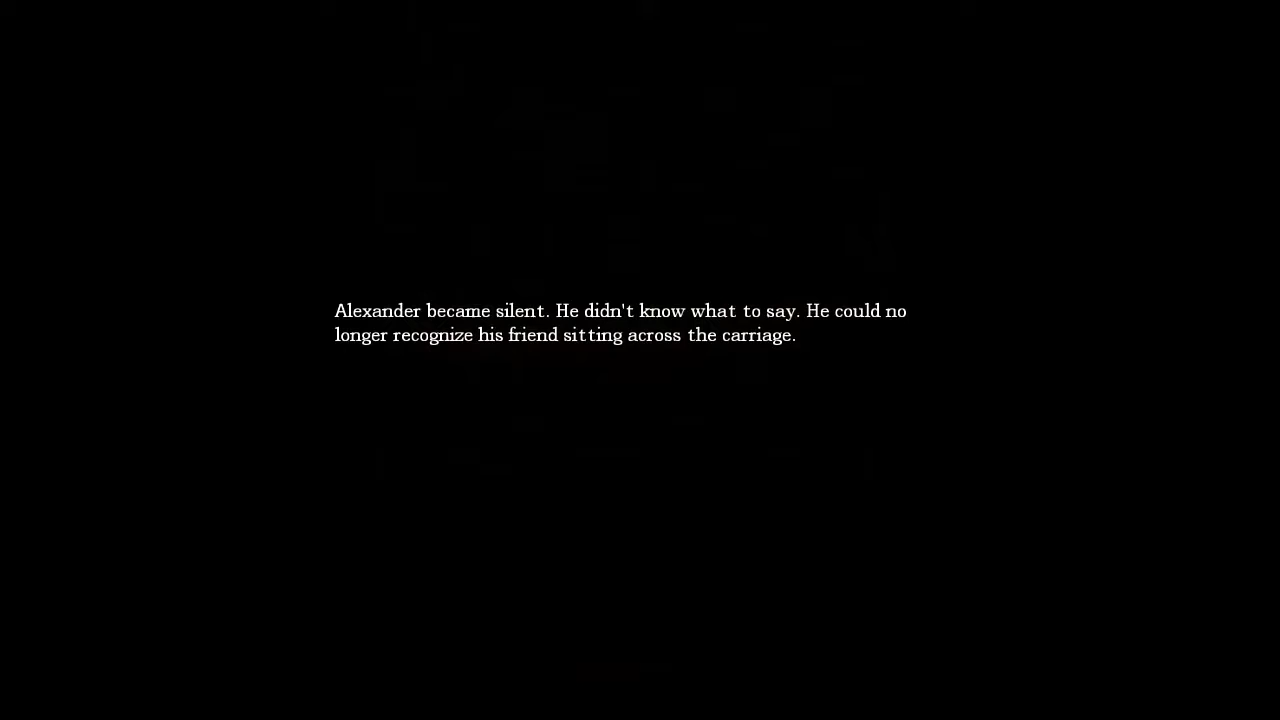 Alexander became silent. He didn't know what to say. He could no
longer recognize his friend sitting across the carriage.